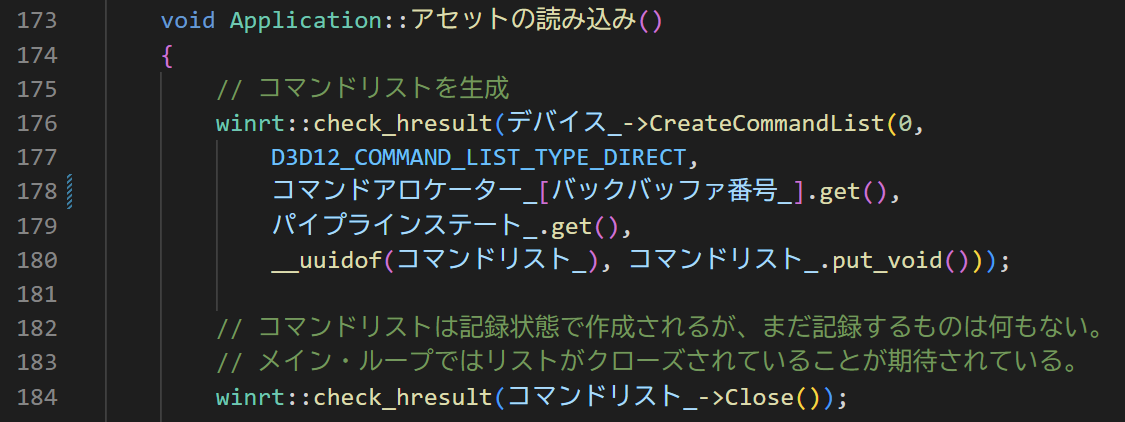 173 void Application::アセットの読み込み()
174 {
175 // コマンドリストを生成
176 winrt::check_hresult(デバイス_->CreateCommandList(0,
177 D3D12_COMMAND_LIST_TYPE_DIRECT,
178 コマンドアロケーター_[バックバッファ番号_].get(),
179 パイプラインステート_.get(),
180 __uuidof(コマンドリスト_), コマンドリスト_.put_void()));
181
182 // コマンドリストは記録状態で作成されるが、まだ記録するものは何もない。
183 // メイン・ループではリストがクローズされていることが期待されている。
184 winrt::check_hresult(コマンドリスト_->Close());